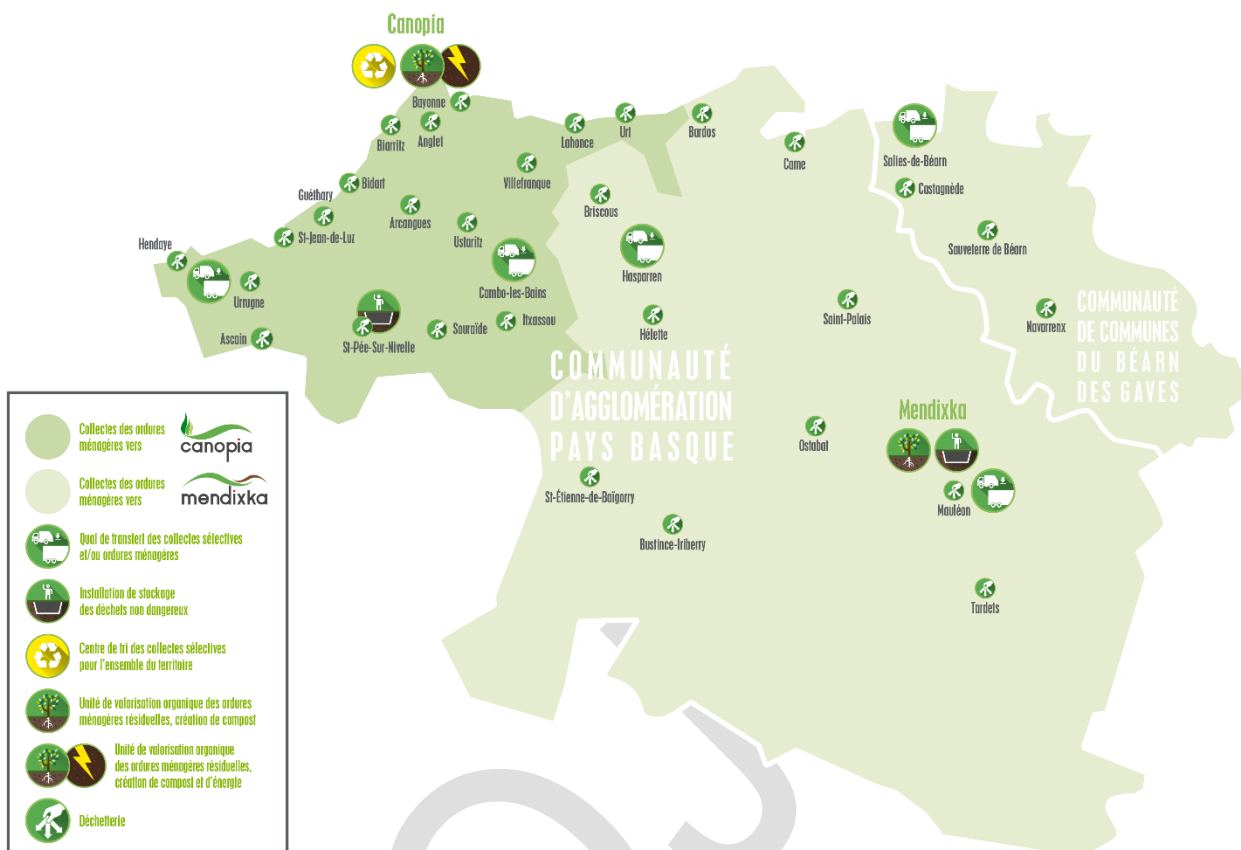 Canopia
Bayonne
Biarritz
Anglet
Lahonce
Urt
Bardos
Came
Salies-de-Béarn
Castagnède
Guéthary
Bidart
Villefranque
Briscous
St-Jean-de-Luz
Arcangues
Ustaritz
Sauveterre de Béarn
Hendaye
Urrugne
Cambo-les-Bains
Hasparren
Ascain
St-Pée-Sur-Nivelle
Souraïde
Itxassou
Hélette
Saint-Palais
Navarrenx
COMMUNAUTÉ
DE COMMUNES
DU BÉARN
DES GAVES
COMMUNAUTÉ
D'AGGLOMÉRATION
PAYS BASQUE
Mendixka
Ostabat
St-Étienne-de-Baïgorry
Mauléon
Bustince-Iriberry
Tardets
Collectes des ordures
ménagères vers
canopia
Collectes des ordures
ménagères vers
mendixka
Quai de transfert des collectes sélectives
et/ou ordures ménagères
Installation de stockage
des déchets non dangereux
Centre de tri des collectes sélectives
pour l'ensemble du territoire
Unité de valorisation organique des ordures
ménagères résiduelles, création de compost
Unité de valorisation organique
des ordures ménagères résiduelles,
création de compost et d'énergie
Déchetterie